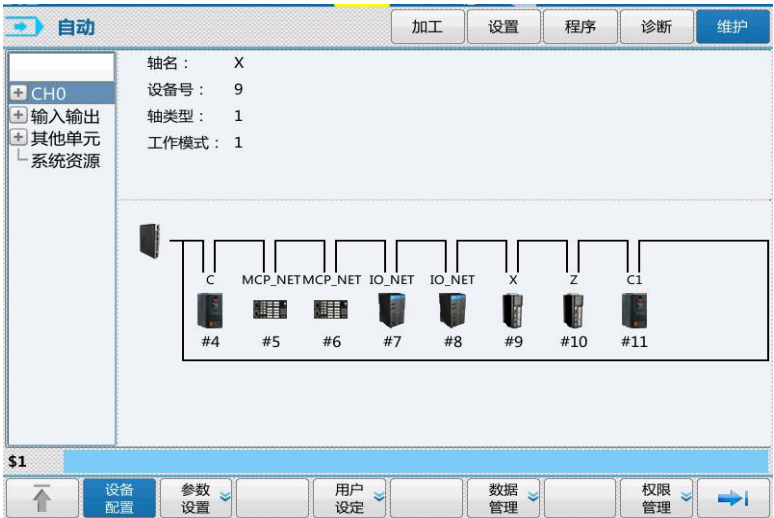 自动
加工
设置
程序
诊断
维护
轴名： X
设备号： 9
轴类型： 1
工作模式： 1
CH0
输入输出
其他单元
系统资源
C MCP_NET MCP_NET IO_NET IO_NET X Z C1
#4 #5 #6 #7 #8 #9 #10 #11
$1
设备
配置
参数
设置
用户
设定
数据
管理
权限
管理